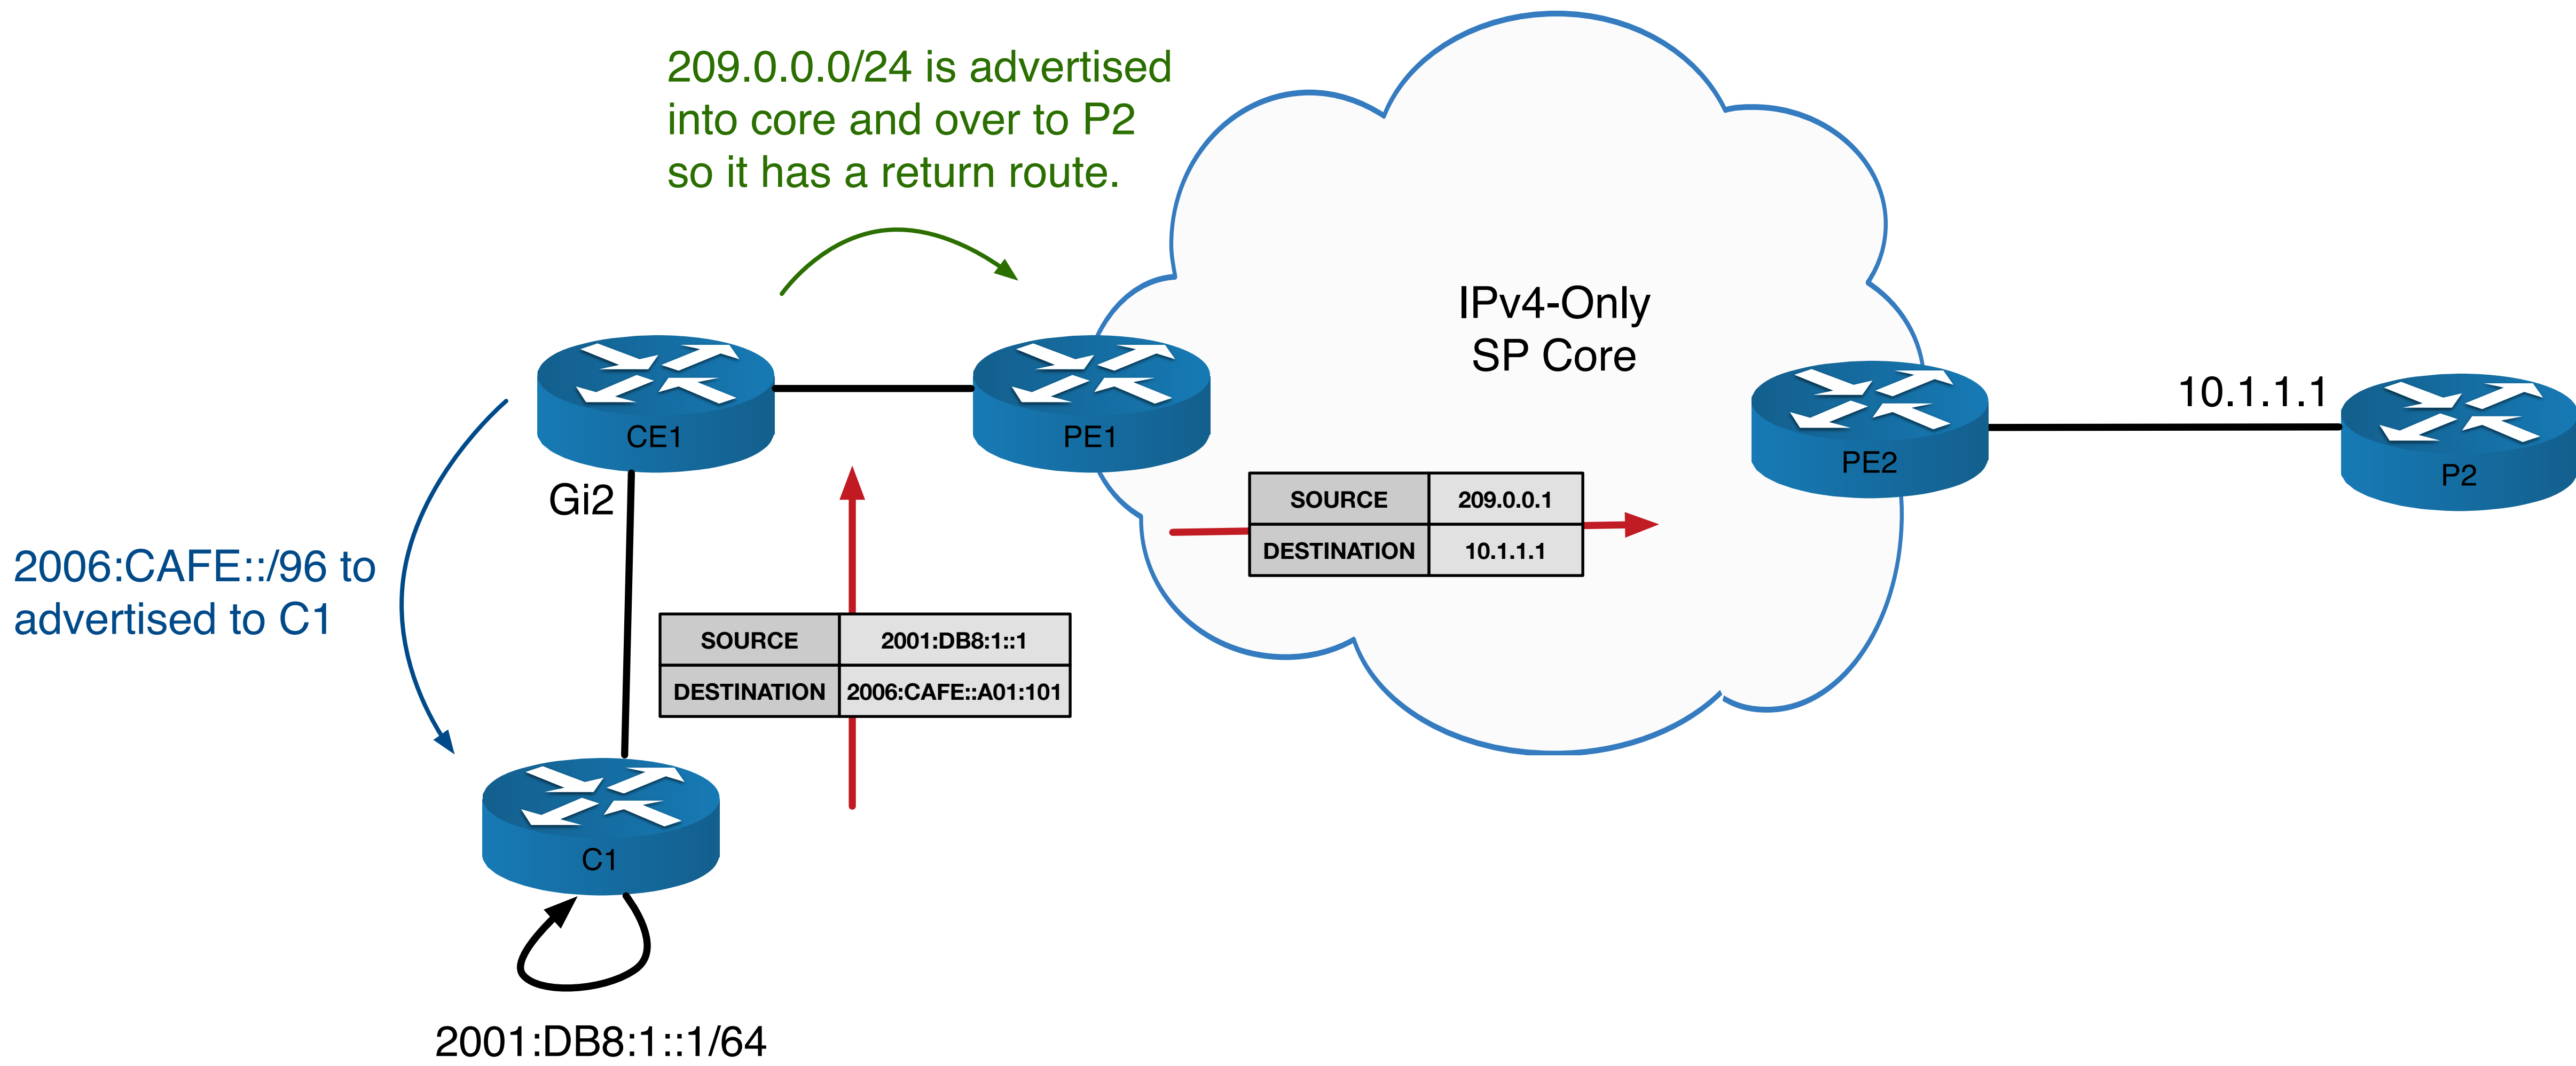 209.0.0.0/24 is advertised
into core and over to P2
so it has a return route.
IPv4-Only
SP Core
CE1
PE1
10.1.1.1
PE2
P2
Gi2
SOURCE 209.0.0.1
DESTINATION 10.1.1.1
2006:CAFE::/96 to
advertised to C1
SOURCE 2001:DB8:1::1
DESTINATION 2006:CAFE::A01:101
C1
2001:DB8:1::1/64